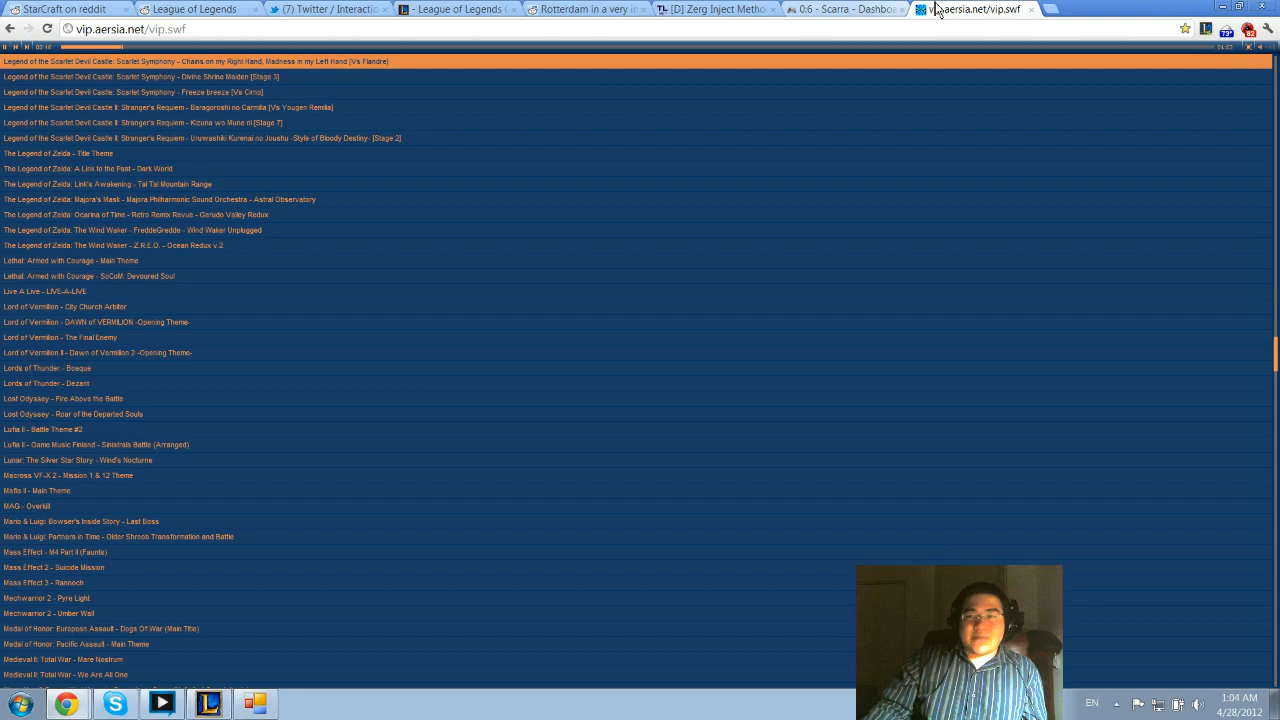 StarCraft on reddit
League of Legends
(7) Twitter / Interactio
- League of Legends (
Rotterdam in a very in
[D] Zerg Inject Metho
0:6 - Scarra - Dashboa
vip.aersia.net/vip.swf
vip.aersia.net/vip.swf
73°
Legend of the Scarlet Devil Castle: Scarlet Symphony - Chains on my Right Hand, Madness in my Left Hand [Vs Flandre]
Legend of the Scarlet Devil Castle: Scarlet Symphony - Divine Shrine Maiden [Stage 3]
Legend of the Scarlet Devil Castle: Scarlet Symphony - Freeze breeze [Vs Cirno]
Legend of the Scarlet Devil Castle II: Stranger's Requiem - Baragoroshi no Carmilla [Vs Yougen Remilia]
Legend of the Scarlet Devil Castle II: Stranger's Requiem - Kizuna wo Mune ni [Stage 7]
Legend of the Scarlet Devil Castle II: Stranger's Requiem - Uruwashiki Kurenai no Joushu -Style of Bloody Destiny- [Stage 2]
The Legend of Zelda - Title Theme
The Legend of Zelda: A Link to the Past - Dark World
The Legend of Zelda: Link's Awakening - Tal Tal Mountain Range
The Legend of Zelda: Majora's Mask - Majora Philharmonic Sound Orchestra - Astral Observatory
The Legend of Zelda: Ocarina of Time - Retro Remix Revue - Gerudo Valley Redux
The Legend of Zelda: The Wind Waker - FreddeGredde - Wind Waker Unplugged
The Legend of Zelda: The Wind Waker - Z.R.E.O. - Ocean Redux v.2
Lethal: Armed with Courage - Main Theme
Lethal: Armed with Courage - SoCoM: Devoured Soul
Live A Live - LIVE-A-LIVE
Lord of Vermilion - City Church Arbiter
Lord of Vermilion - DAWN of VERMILION -Opening Theme-
Lord of Vermilion - The Final Enemy
Lord of Vermilion II - Dawn of Vermilion 2 -Opening Theme-
Lords of Thunder - Bosque
Lords of Thunder - Dezant
Lost Odyssey - Fire Above the Battle
Lost Odyssey - Roar of the Departed Souls
Lufia II - Battle Theme #2
Lufia II - Game Music Finland - Sinistrals Battle (Arranged)
Lunar: The Silver Star Story - Wind's Nocturne
Macross VF-X 2 - Mission 1 & 12 Theme
Mafia II - Main Theme
MAG - Overkill
Mario & Luigi: Bowser's Inside Story - Last Boss
Mario & Luigi: Partners in Time - Older Shroob Transformation and Battle
Mass Effect - M4 Part II (Faunts)
Mass Effect 2 - Suicide Mission
Mass Effect 3 - Rannoch
Mechwarrior 2 - Pyre Light
Mechwarrior 2 - Umber Wall
Medal of Honor: European Assault - Dogs Of War (Main Title)
Medal of Honor: Pacific Assault - Main Theme
Medieval II: Total War - Mare Nostrum
Medieval II: Total War - We Are All One
EN
1:04 AM
4/28/2012